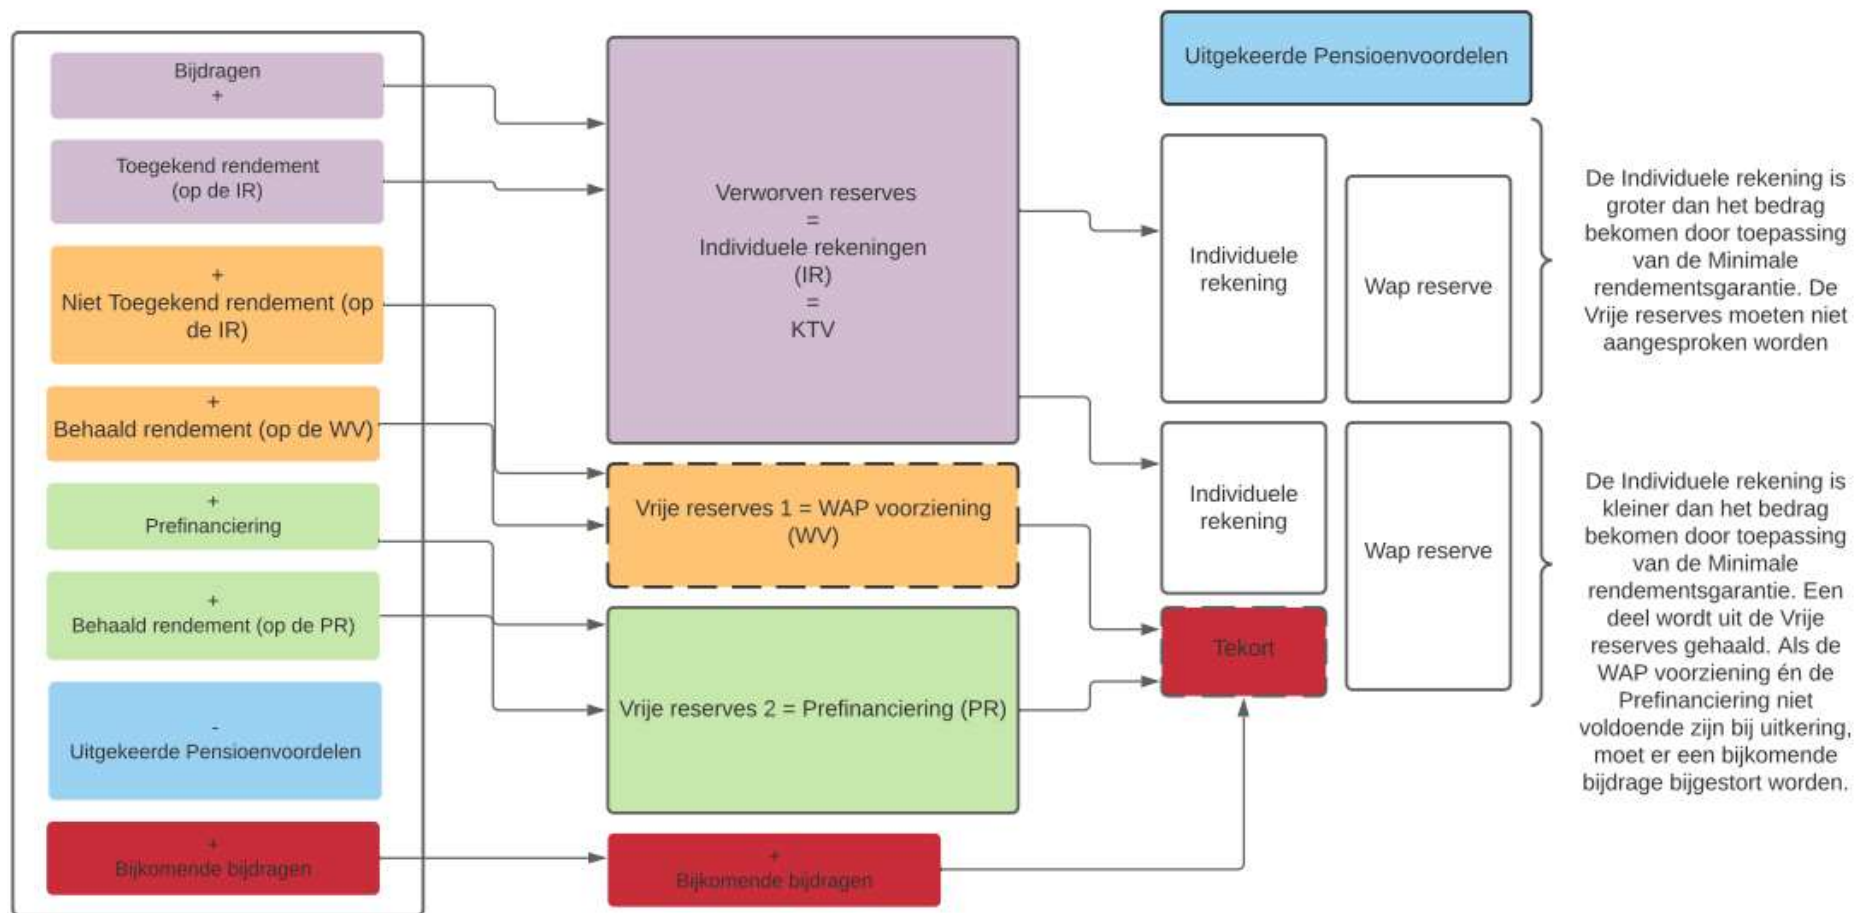 Bijdragen
+
Toegekend rendement
(op de IR)
+
Niet Toegekend rendement (op
de IR)
+
Behaald rendement (op de WV)
+
Prefinanciering
+
Behaald rendement (op de PR)
-
Uitgekeerde Pensioenvoordelen
+
Bijkomende bijdragen
Verworven reserves
=
Individuele rekeningen
(IR)
=
KTV
Vrije reserves 1 = WAP voorziening
(WV)
Vrije reserves 2 = Prefinanciering (PR)
+
Bijkomende bijdragen
Uitgekeerde Pensioenvoordelen
Individuele
rekening
Wap reserve
De Individuele rekening is
groter dan het bedrag
bekomen door toepassing
van de Minimale
rendementsgarantie. De
Vrije reserves moeten niet
aangesproken worden
Individuele
rekening
Wap reserve
Tekort
De Individuele rekening is
kleiner dan het bedrag
bekomen door toepassing
van de Minimale
rendementsgarantie. Een
deel wordt uit de Vrije
reserves gehaald. Als de
WAP voorziening én de
Prefinanciering niet
voldoende zijn bij uitkering,
moet er een bijkomende
bijdrage bijgestort worden.